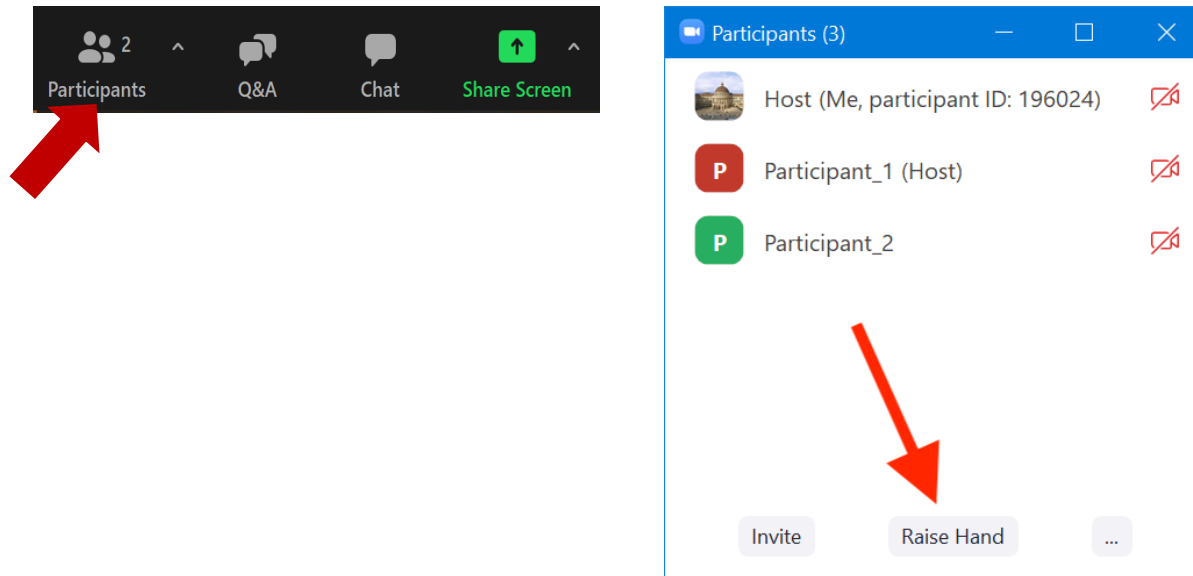 2
Participants
Q&A
Chat
Share Screen
Participants (3)
Host (Me, participant ID: 196024)
P
Participant_1 (Host)
P
Participant_2
Invite
Raise Hand
...